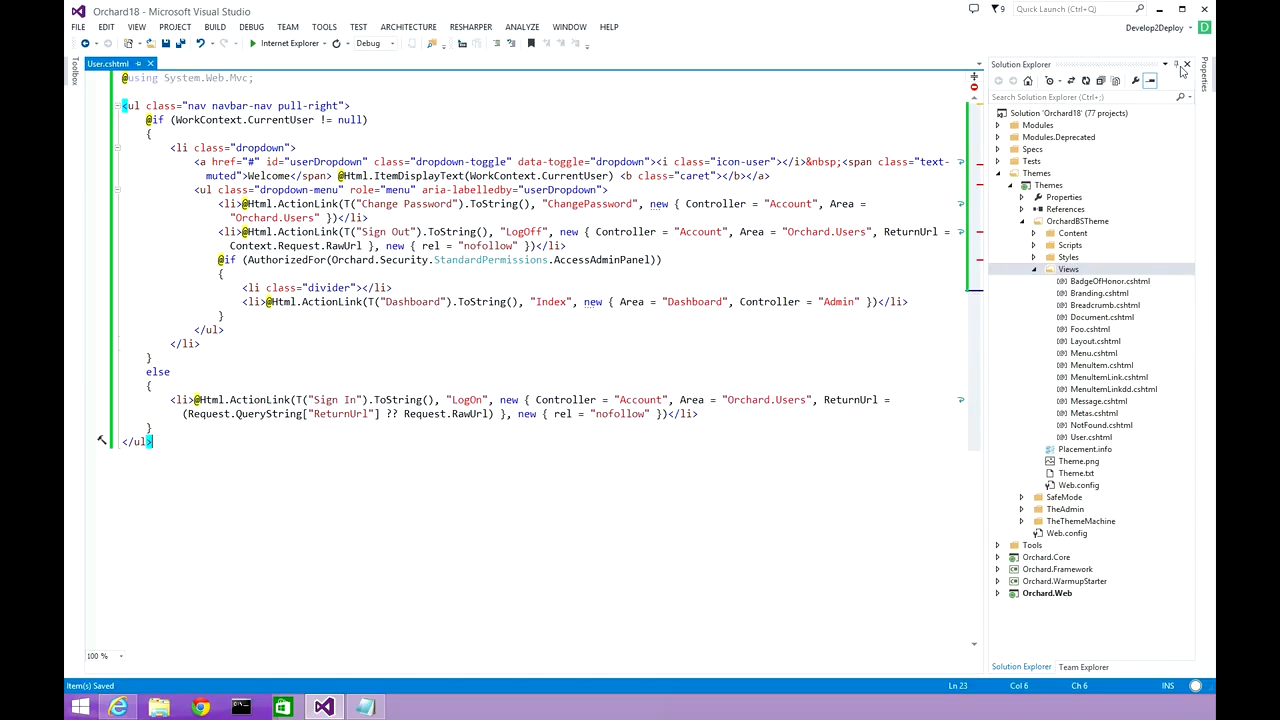 Orchard18 - Microsoft Visual Studio
9
Quick Launch (Ctrl+Q)
FILE EDIT VIEW PROJECT BUILD DEBUG TEAM TOOLS TEST ARCHITECTURE RESHARPER ANALYZE WINDOW HELP
Develop2Deploy D
Internet Explorer Debug
Toolbox
User.cshtml
@using System.Web.Mvc;
<ul class="nav navbar-nav pull-right">
@if (WorkContext.CurrentUser != null)
{
<li class="dropdown">
<a href="#" id="userDropdown" class="dropdown-toggle" data-toggle="dropdown"><i class="icon-user"></i>&nbsp;<span class="text-
muted">Welcome</span> @Html.ItemDisplayText(WorkContext.CurrentUser) <b class="caret"></b></a>
<ul class="dropdown-menu" role="menu" aria-labelledby="userDropdown">
<li>@Html.ActionLink(T("Change Password").ToString(), "ChangePassword", new { Controller = "Account", Area =
"Orchard.Users" })</li>
<li>@Html.ActionLink(T("Sign Out").ToString(), "LogOff", new { Controller = "Account", Area = "Orchard.Users", ReturnUrl =
Context.Request.RawUrl }, new { rel = "nofollow" })</li>
@if (AuthorizedFor(Orchard.Security.StandardPermissions.AccessAdminPanel))
{
<li class="divider"></li>
<li>@Html.ActionLink(T("Dashboard").ToString(), "Index", new { Area = "Dashboard", Controller = "Admin" })</li>
}
</ul>
</li>
}
else
{
<li>@Html.ActionLink(T("Sign In").ToString(), "LogOn", new { Controller = "Account", Area = "Orchard.Users", ReturnUrl =
(Request.QueryString["ReturnUrl"] ?? Request.RawUrl) }, new { rel = "nofollow" })</li>
}
</ul>
100 %
Solution Explorer
Search Solution Explorer (Ctrl+;)
Solution 'Orchard18' (77 projects)
Modules
Modules.Deprecated
Specs
Tests
Themes
Themes
Properties
References
OrchardBSTheme
Content
Scripts
Styles
Views
BadgeOfHonor.cshtml
Branding.cshtml
Breadcrumb.cshtml
Document.cshtml
Foo.cshtml
Layout.cshtml
Menu.cshtml
MenuItem.cshtml
MenuItemLink.cshtml
MenuItemLinkdd.cshtml
Message.cshtml
Metas.cshtml
NotFound.cshtml
User.cshtml
Placement.info
Theme.png
Theme.txt
Web.config
SafeMode
TheAdmin
TheThemeMachine
Web.config
Tools
Orchard.Core
Orchard.Framework
Orchard.WarmupStarter
Orchard.Web
Solution Explorer Team Explorer
Properties
Item(s) Saved Ln 23 Col 6 Ch 6 INS